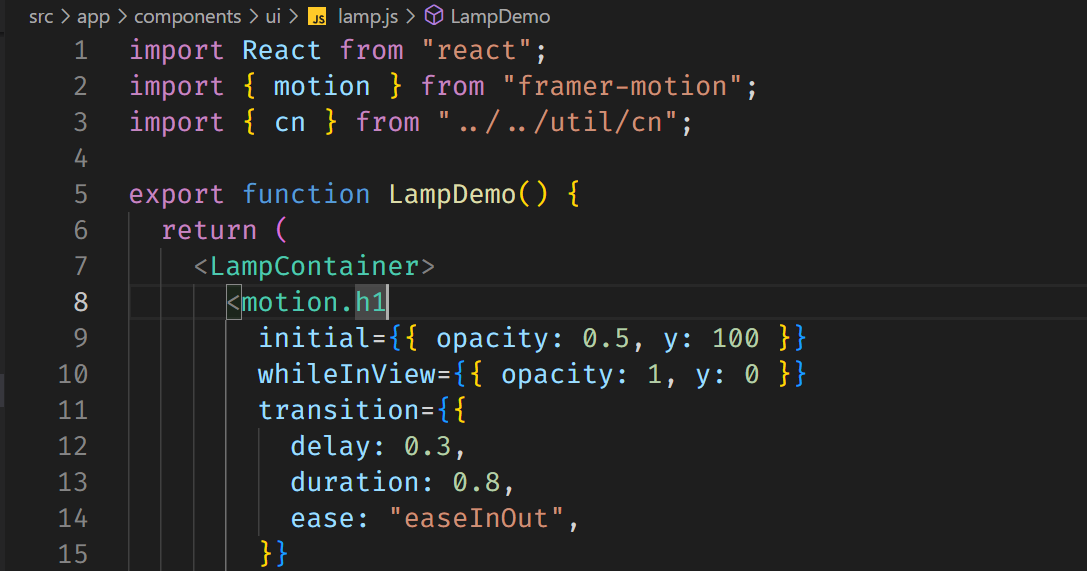 src > app > components > ui > JS lamp.js > LampDemo
1 import React from "react";
2 import { motion } from "framer-motion";
3 import { cn } from "../../util/cn";
4
5 export function LampDemo() {
6 return (
7 <LampContainer>
8 <motion.h1
9 initial={{ opacity: 0.5, y: 100 }}
10 whileInView={{ opacity: 1, y: 0 }}
11 transition={{
12 delay: 0.3,
13 duration: 0.8,
14 ease: "easeInOut",
15 }}